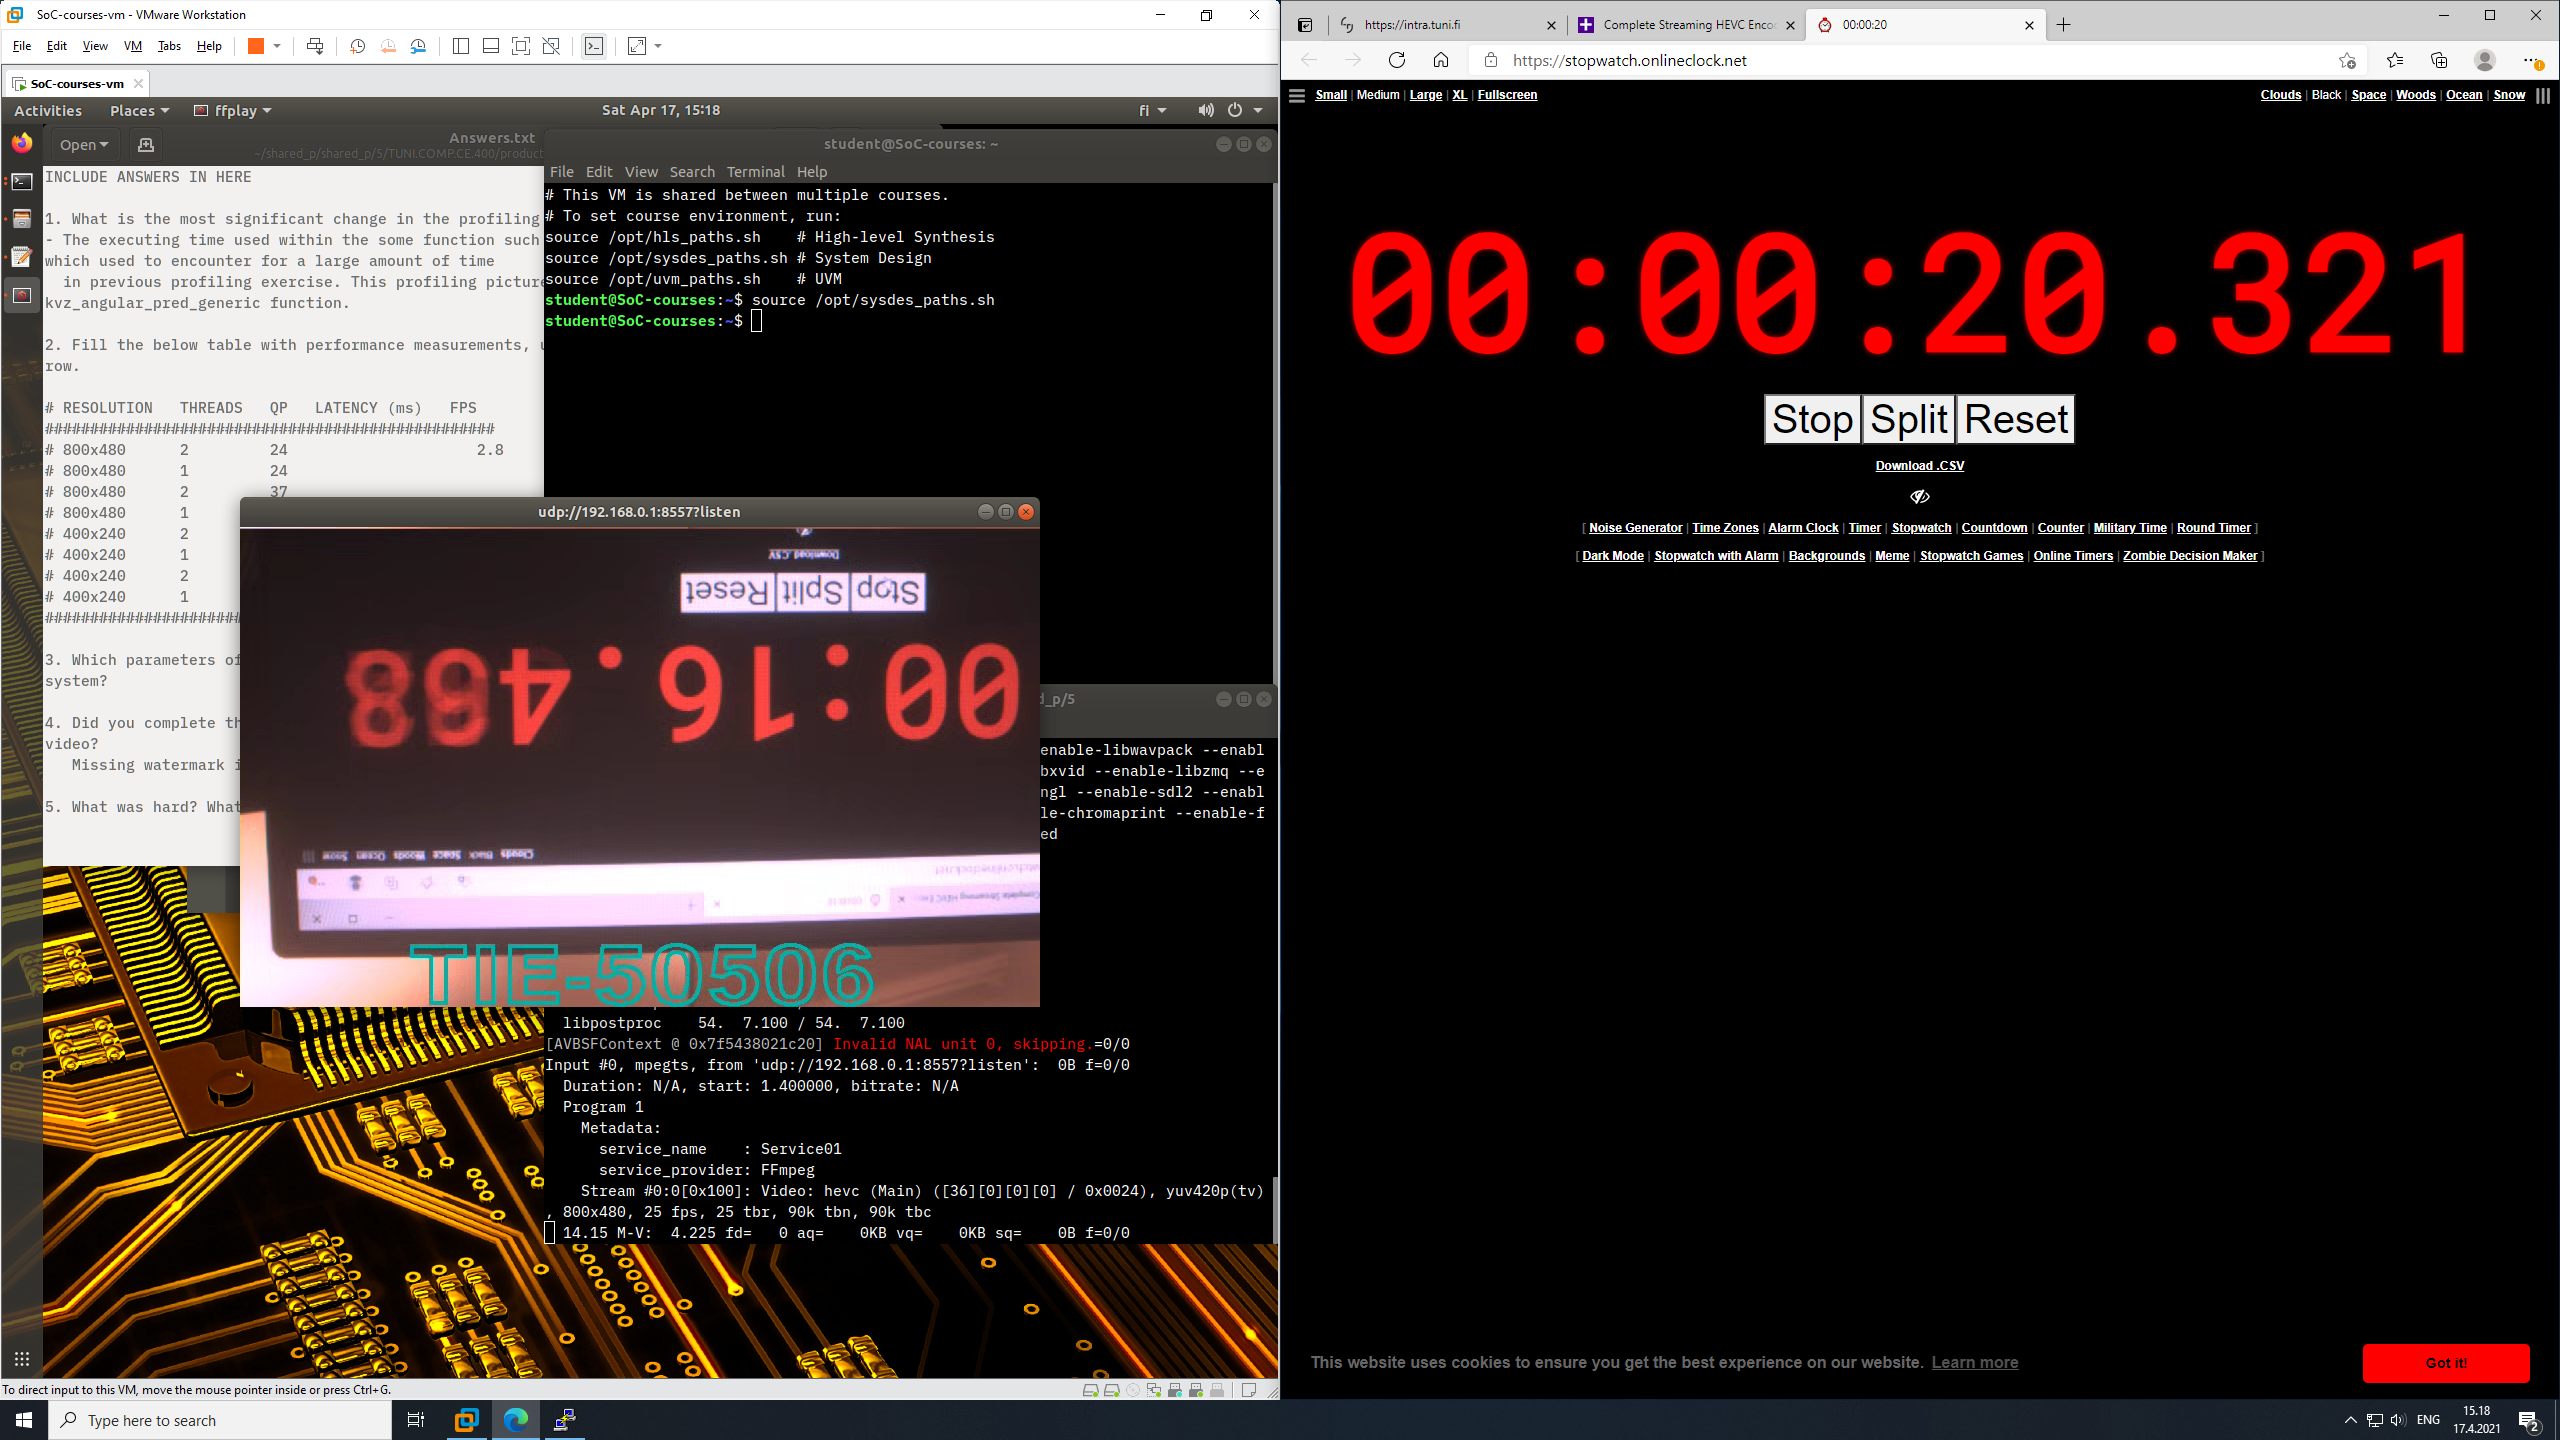 SoC-courses-vm - VMware Workstation
File Edit View VM Tabs Help
SoC-courses-vm
Activities Places ffplay Sat Apr 17, 15:18 fi
Open Answers.txt
~/shared_p/shared_p/5/TUNI.COMP.CE.400/product
INCLUDE ANSWERS IN HERE
1. What is the most significant change in the profiling
- The executing time used within the some function such
which used to encounter for a large amount of time
in previous profiling exercise. This profiling picture
kvz_angular_pred_generic function.
2. Fill the below table with performance measurements,
row.
# RESOLUTION THREADS QP LATENCY (ms) FPS
##################################################
# 800x480 2 24 2.8
# 800x480 1 24
# 800x480 2 37
# 800x480 1
# 400x240 2
# 400x240 1
# 400x240 2
# 400x240 1
######################
3. Which parameters of
system?
4. Did you complete th
video?
Missing watermark i
5. What was hard? What
student@SoC-courses: ~
File Edit View Search Terminal Help
# This VM is shared between multiple courses.
# To set course environment, run:
source /opt/hls_paths.sh # High-level Synthesis
source /opt/sysdes_paths.sh # System Design
source /opt/uvm_paths.sh # UVM
student@SoC-courses:~$ source /opt/sysdes_paths.sh
student@SoC-courses:~$
udp://192.168.0.1:8557?listen
Download .CSV
Stop Split Reset
00:16.4
Clouds Black Space Woods Ocean Snow
TIE-50506
d_p/5
enable-libwavpack --enabl
bxvid --enable-libzmq --e
ngl --enable-sdl2 --enabl
le-chromaprint --enable-f
ed
libpostproc 54. 7.100 / 54. 7.100
[AVBSFContext @ 0x7f5438021c20] Invalid NAL unit 0, skipping.=0/0
Input #0, mpegts, from 'udp://192.168.0.1:8557?listen': 0B f=0/0
Duration: N/A, start: 1.400000, bitrate: N/A
Program 1
Metadata:
service_name : Service01
service_provider: FFmpeg
Stream #0:0[0x100]: Video: hevc (Main) ([36][0][0][0] / 0x0024), yuv420p(tv)
, 800x480, 25 fps, 25 tbr, 90k tbn, 90k tbc
14.15 M-V: 4.225 fd= 0 aq= 0KB vq= 0KB sq= 0B f=0/0
To direct input to this VM, move the mouse pointer inside or press Ctrl+G.
https://intra.tuni.fi
Complete Streaming HEVC Enco
00:00:20
https://stopwatch.onlineclock.net
Small | Medium | Large | XL | Fullscreen
Clouds | Black | Space | Woods | Ocean | Snow
00:00:20.321
Stop Split Reset
Download .CSV
[ Noise Generator | Time Zones | Alarm Clock | Timer | Stopwatch | Countdown | Counter | Military Time | Round Timer ]
[ Dark Mode | Stopwatch with Alarm | Backgrounds | Meme | Stopwatch Games | Online Timers | Zombie Decision Maker ]
This website uses cookies to ensure you get the best experience on our website. Learn more
Got it!
Type here to search
ENG
15.18
17.4.2021
2